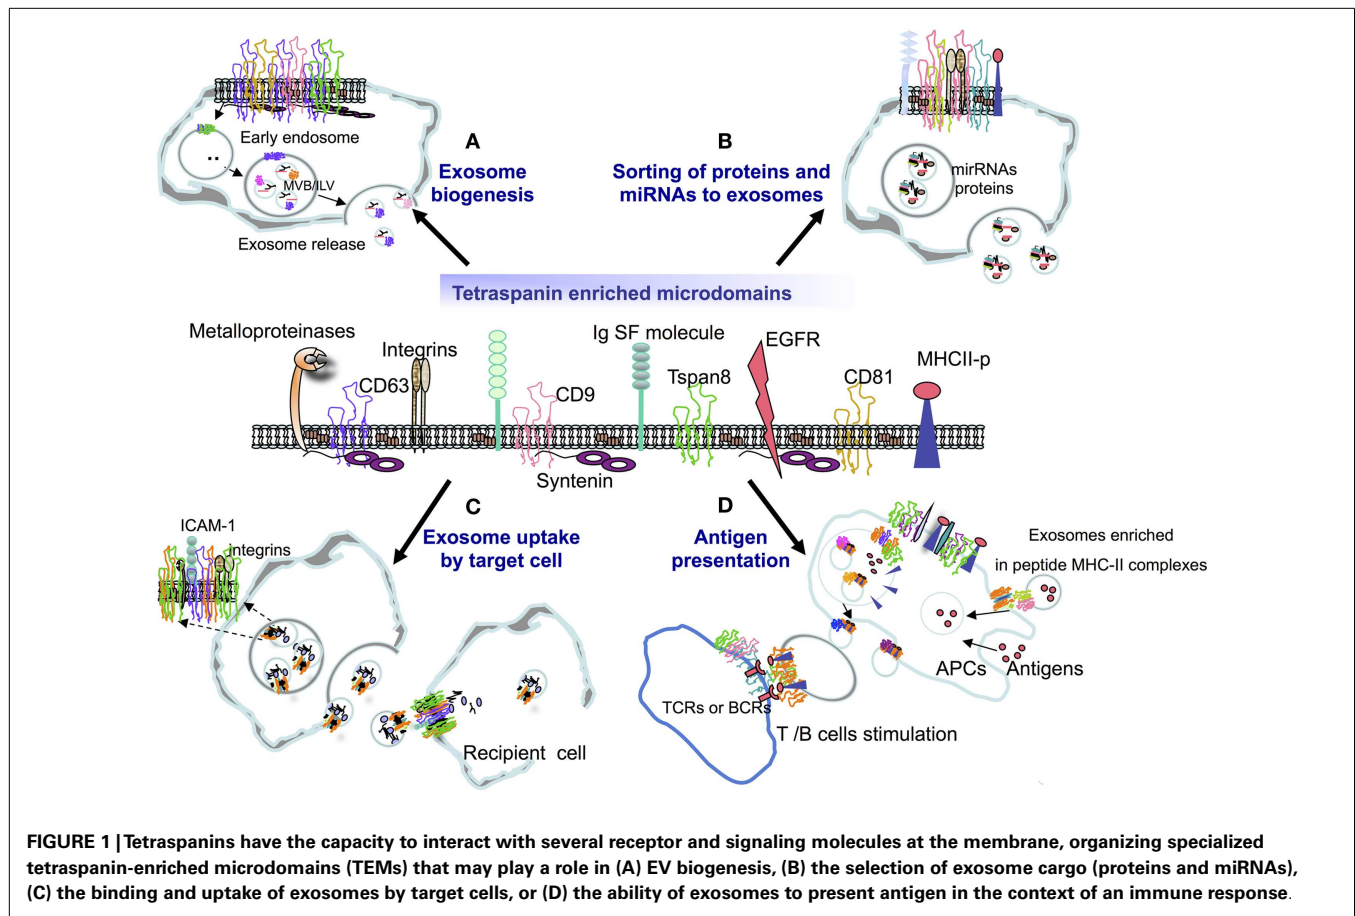 A
Exosome
biogenesis
Early endosome
MVB/ILV
Exosome release
B
Sorting of proteins and
miRNAs to exosomes
mirRNAs
proteins
Tetraspanin enriched microdomains
Metalloproteinases
Integrins
CD63
CD9
Ig SF molecule
Tspan8
EGFR
CD81
MHCII-p
Syntenin
C
Exosome uptake
by target cell
ICAM-1
integrins
Recipient cell
D
Antigen
presentation
Exosomes enriched
in peptide MHC-II complexes
APCs
Antigens
TCRs or BCRs
T /B cells stimulation
FIGURE 1 | Tetraspanins have the capacity to interact with several receptor and signaling molecules at the membrane, organizing specialized
tetraspanin-enriched microdomains (TEMs) that may play a role in (A) EV biogenesis, (B) the selection of exosome cargo (proteins and miRNAs),
(C) the binding and uptake of exosomes by target cells, or (D) the ability of exosomes to present antigen in the context of an immune response.